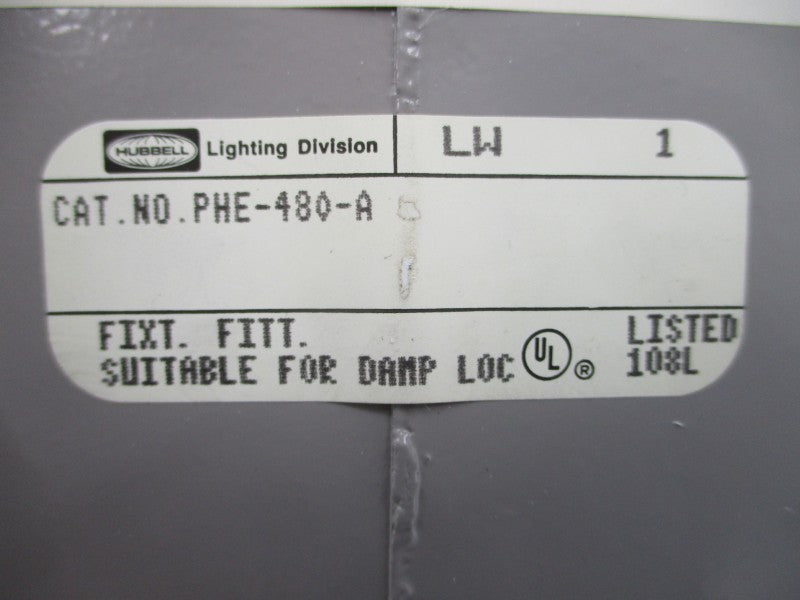 HUBBELL Lighting Division LW 1
CAT.NO.PHE-480-A
FIXT. FITT.
SUITABLE FOR DAMP LOC UL ® LISTED 108L